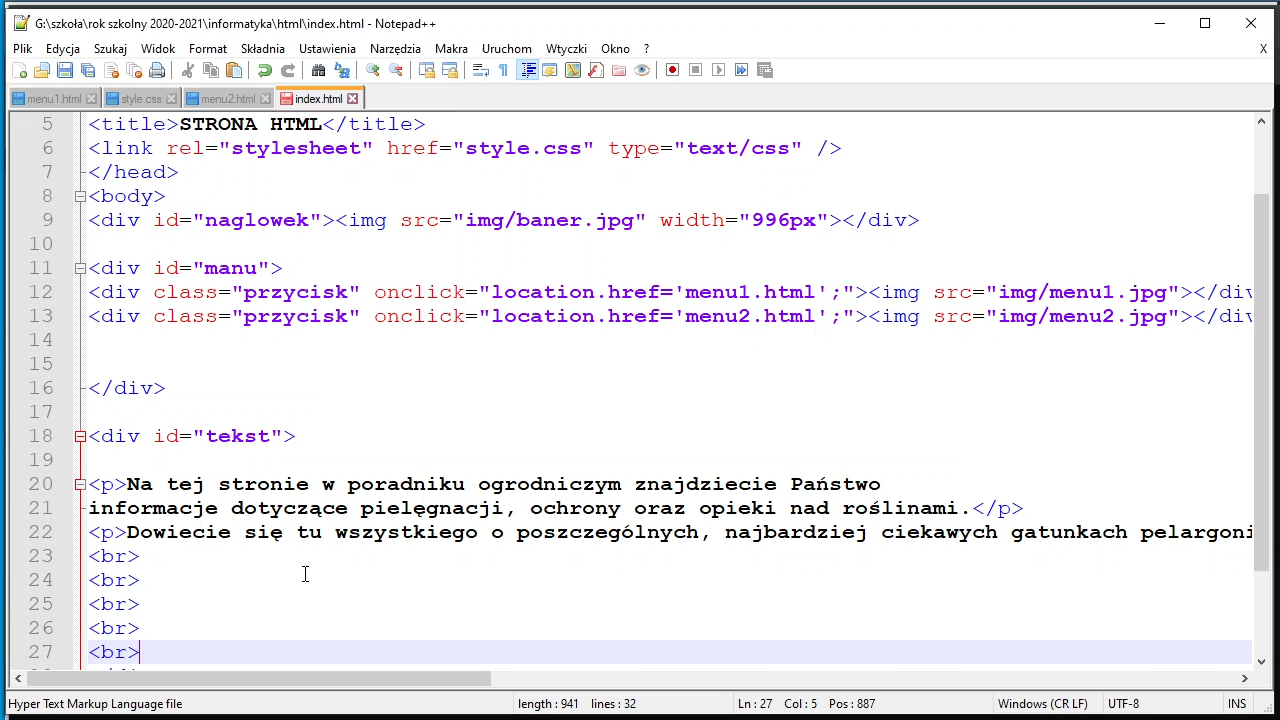 G:\szkoła\rok szkolny 2020-2021\informatyka\html\index.html - Notepad++
Plik Edycja Szukaj Widok Format Składnia Ustawienia Narzędzia Makra Uruchom Wtyczki Okno ? X
menu1.html style.css menu2.html index.html
5 <title>STRONA HTML</title>
6 <link rel="stylesheet" href="style.css" type="text/css" />
7 </head>
8 <body>
9 <div id="naglowek"><img src="img/baner.jpg" width="996px"></div>
10
11 <div id="manu">
12 <div class="przycisk" onclick="location.href='menu1.html';"><img src="img/menu1.jpg"></div
13 <div class="przycisk" onclick="location.href='menu2.html';"><img src="img/menu2.jpg"></div
14
15
16 </div>
17
18 <div id="tekst">
19
20 <p>Na tej stronie w poradniku ogrodniczym znajdziecie Państwo
21 informacje dotyczące pielęgnacji, ochrony oraz opieki nad roślinami.</p>
22 <p>Dowiecie się tu wszystkiego o poszczególnych, najbardziej ciekawych gatunkach pelargoni
23 <br>
24 <br>
25 <br>
26 <br>
27 <br>
Hyper Text Markup Language file length : 941 lines : 32 Ln : 27 Col : 5 Pos : 887 Windows (CR LF) UTF-8 INS